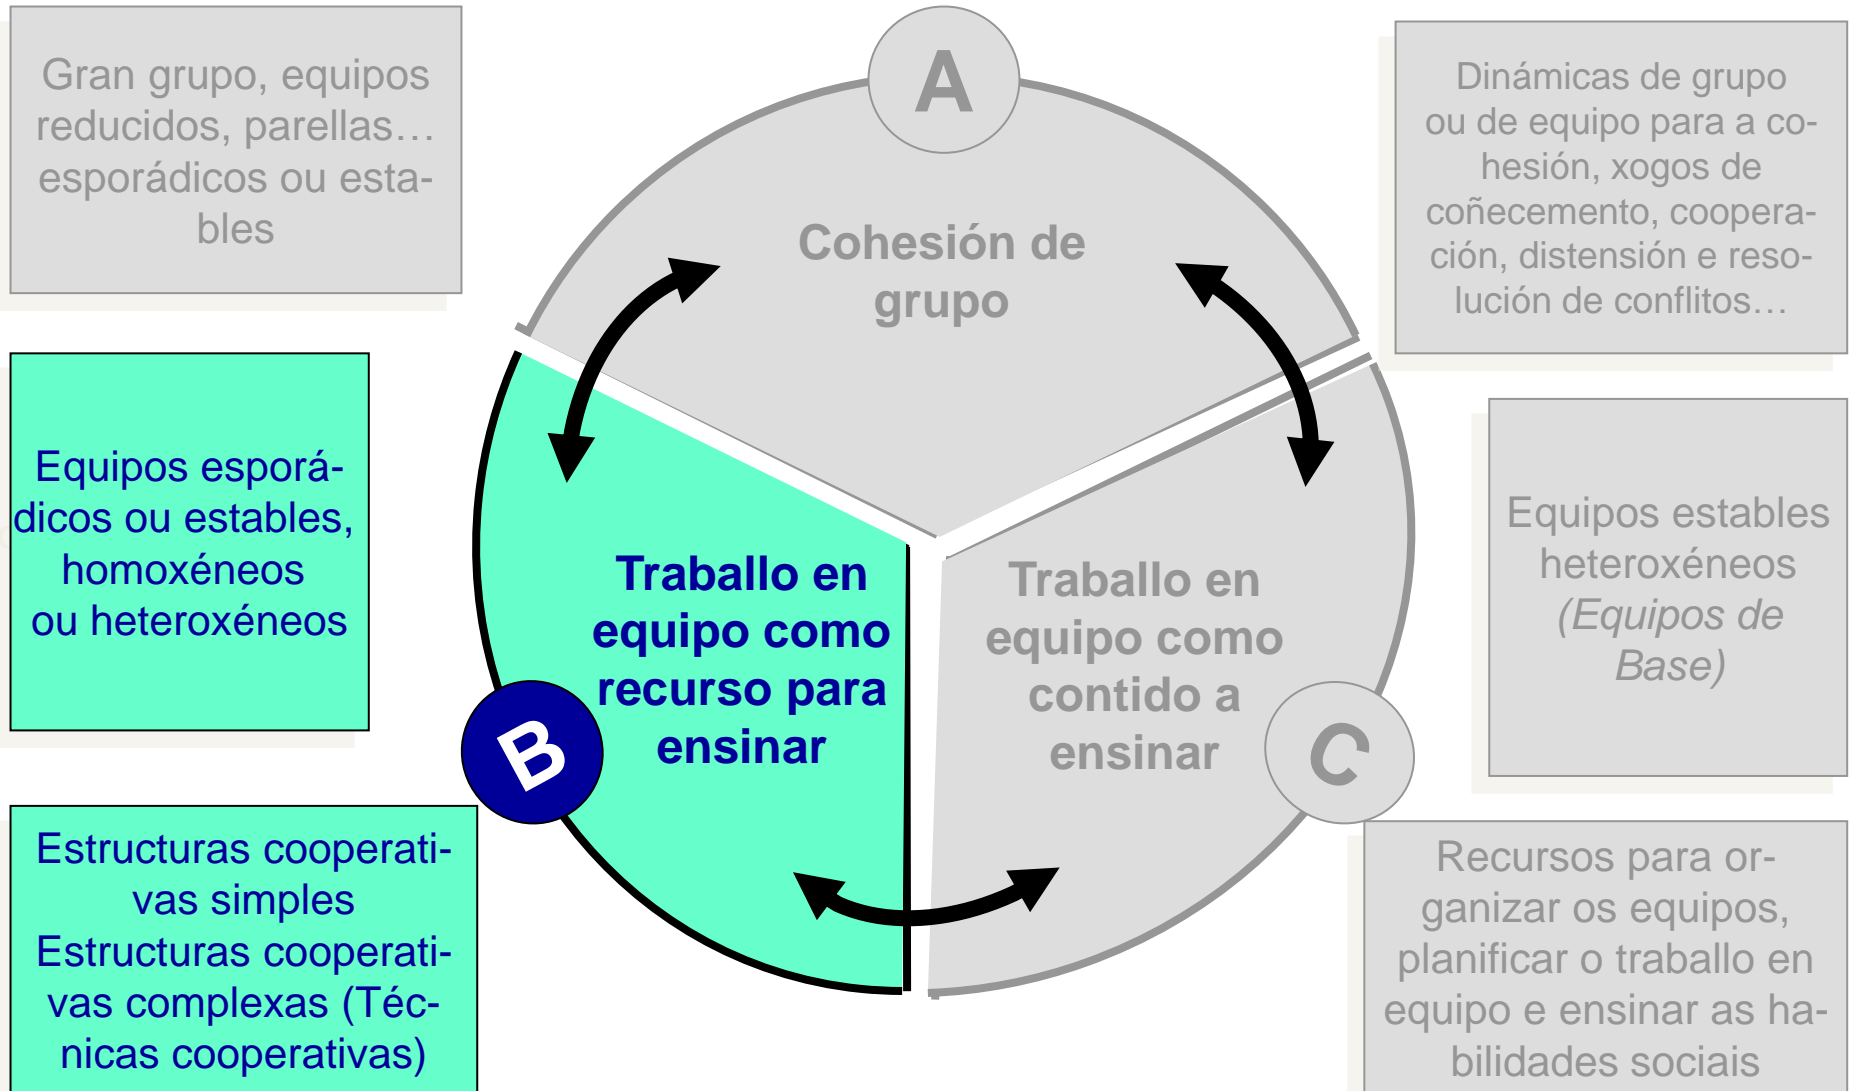 Gran grupo, equipos
reducidos, parellas…
esporádicos ou esta-
bles
A
Dinámicas de grupo
ou de equipo para a co-
hesión, xogos de
coñecemento, coopera-
ción, distensión e reso-
lución de conflitos…
Cohesión de
grupo
Equipos esporá-
dicos ou estables,
homoxéneos
ou heteroxéneos
Traballo en
equipo como
recurso para
ensinar
B
Traballo en
equipo como
contido a
ensinar
C
Equipos estables
heteroxéneos
(Equipos de
Base)
Estructuras cooperati-
vas simples
Estructuras cooperati-
vas complexas (Téc-
nicas cooperativas)
Recursos para or-
ganizar os equipos,
planificar o traballo en
equipo e ensinar as ha-
bilidades sociais